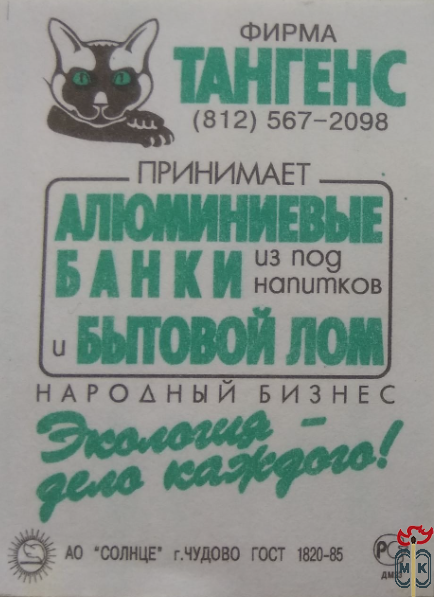 ФИРМА
ТАНГЕНС
(812) 567-2098
ПРИНИМАЕТ
АЛЮМИНИЕВЫЕ
БАНКИ из под напитков
и БЫТОВОЙ ЛОМ
НАРОДНЫЙ БИЗНЕС
Экология –
дело каждого!
АО "СОЛНЦЕ" г.ЧУДОВО ГОСТ 1820-85
МК